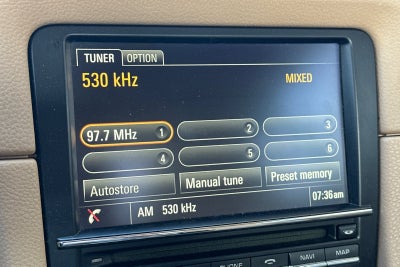 TUNER OPTION
530 kHz MIXED
97.7 MHz 1 2 3
4 5 6
Autostore Manual tune Preset memory
AM 530 kHz 07:36am
PHONE NAVI MAP